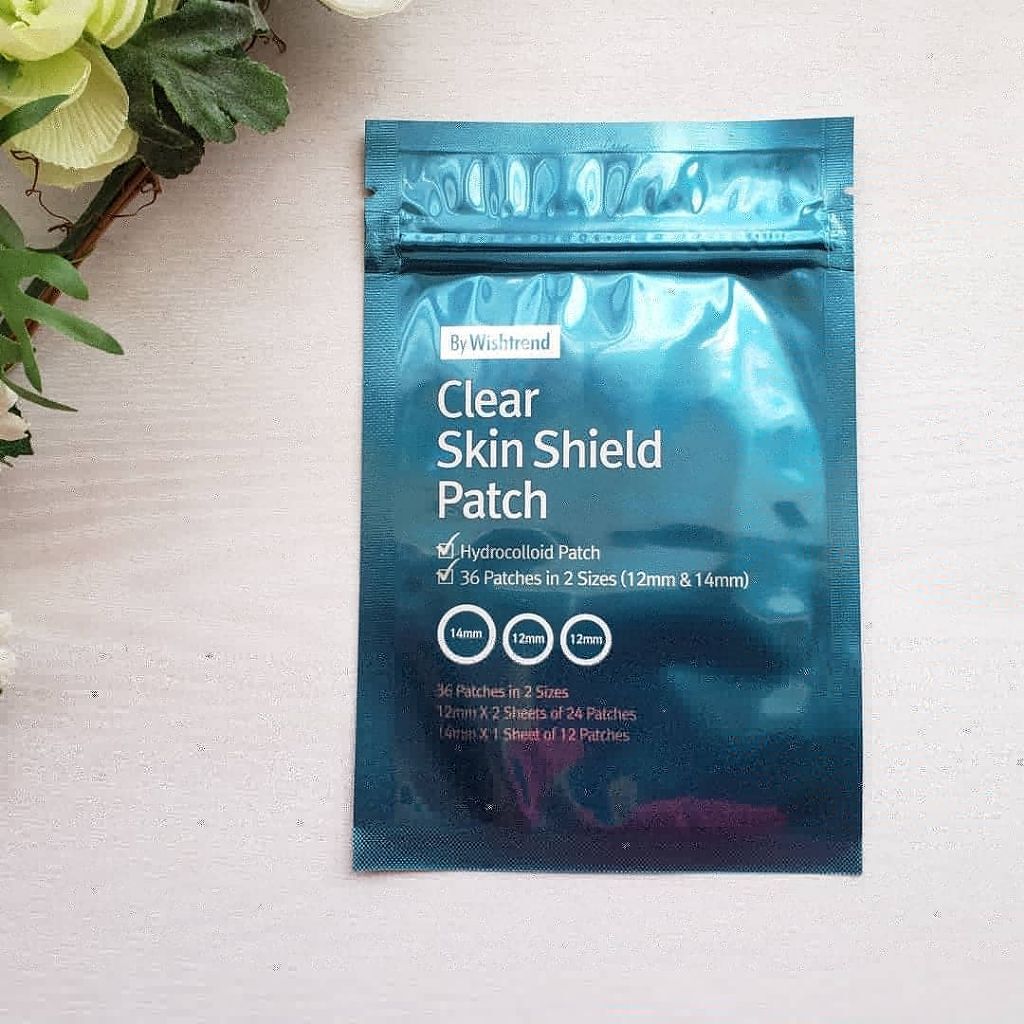 By Wishtrend
Clear
Skin Shield
Patch
Hydrocolloid Patch
36 Patches in 2 Sizes (12mm & 14mm)
14mm 12mm 12mm
36 Patches in 2 Sizes
12mm X 2 Sheets of 24 Patches
14mm X 1 Sheet of 12 Patches